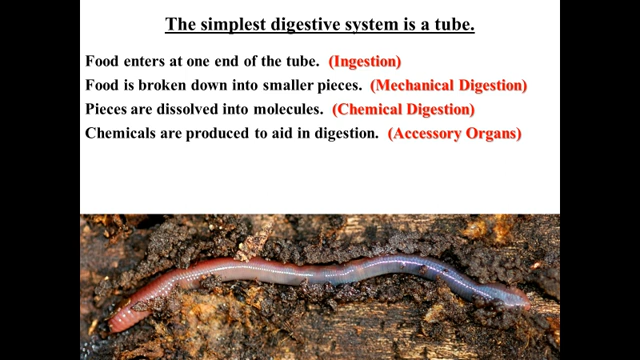 The simplest digestive system is a tube.
Food enters at one end of the tube. (Ingestion)
Food is broken down into smaller pieces. (Mechanical Digestion)
Pieces are dissolved into molecules. (Chemical Digestion)
Chemicals are produced to aid in digestion. (Accessory Organs)